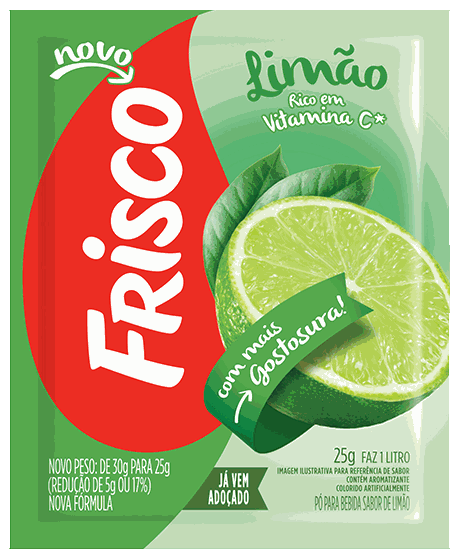 novo
Frisco
Limão
Rico em
Vitamina C*
com mais
Gostosura!
NOVO PESO: DE 30g PARA 25g
(REDUÇÃO DE 5g OU 17%)
NOVA FÓRMULA
JÁ VEM
ADOÇADO
25g FAZ 1 LITRO
IMAGEM ILUSTRATIVA PARA REFERÊNCIA DE SABOR
CONTÉM AROMATIZANTE
COLORIDO ARTIFICIALMENTE
PÓ PARA BEBIDA SABOR DE LIMÃO